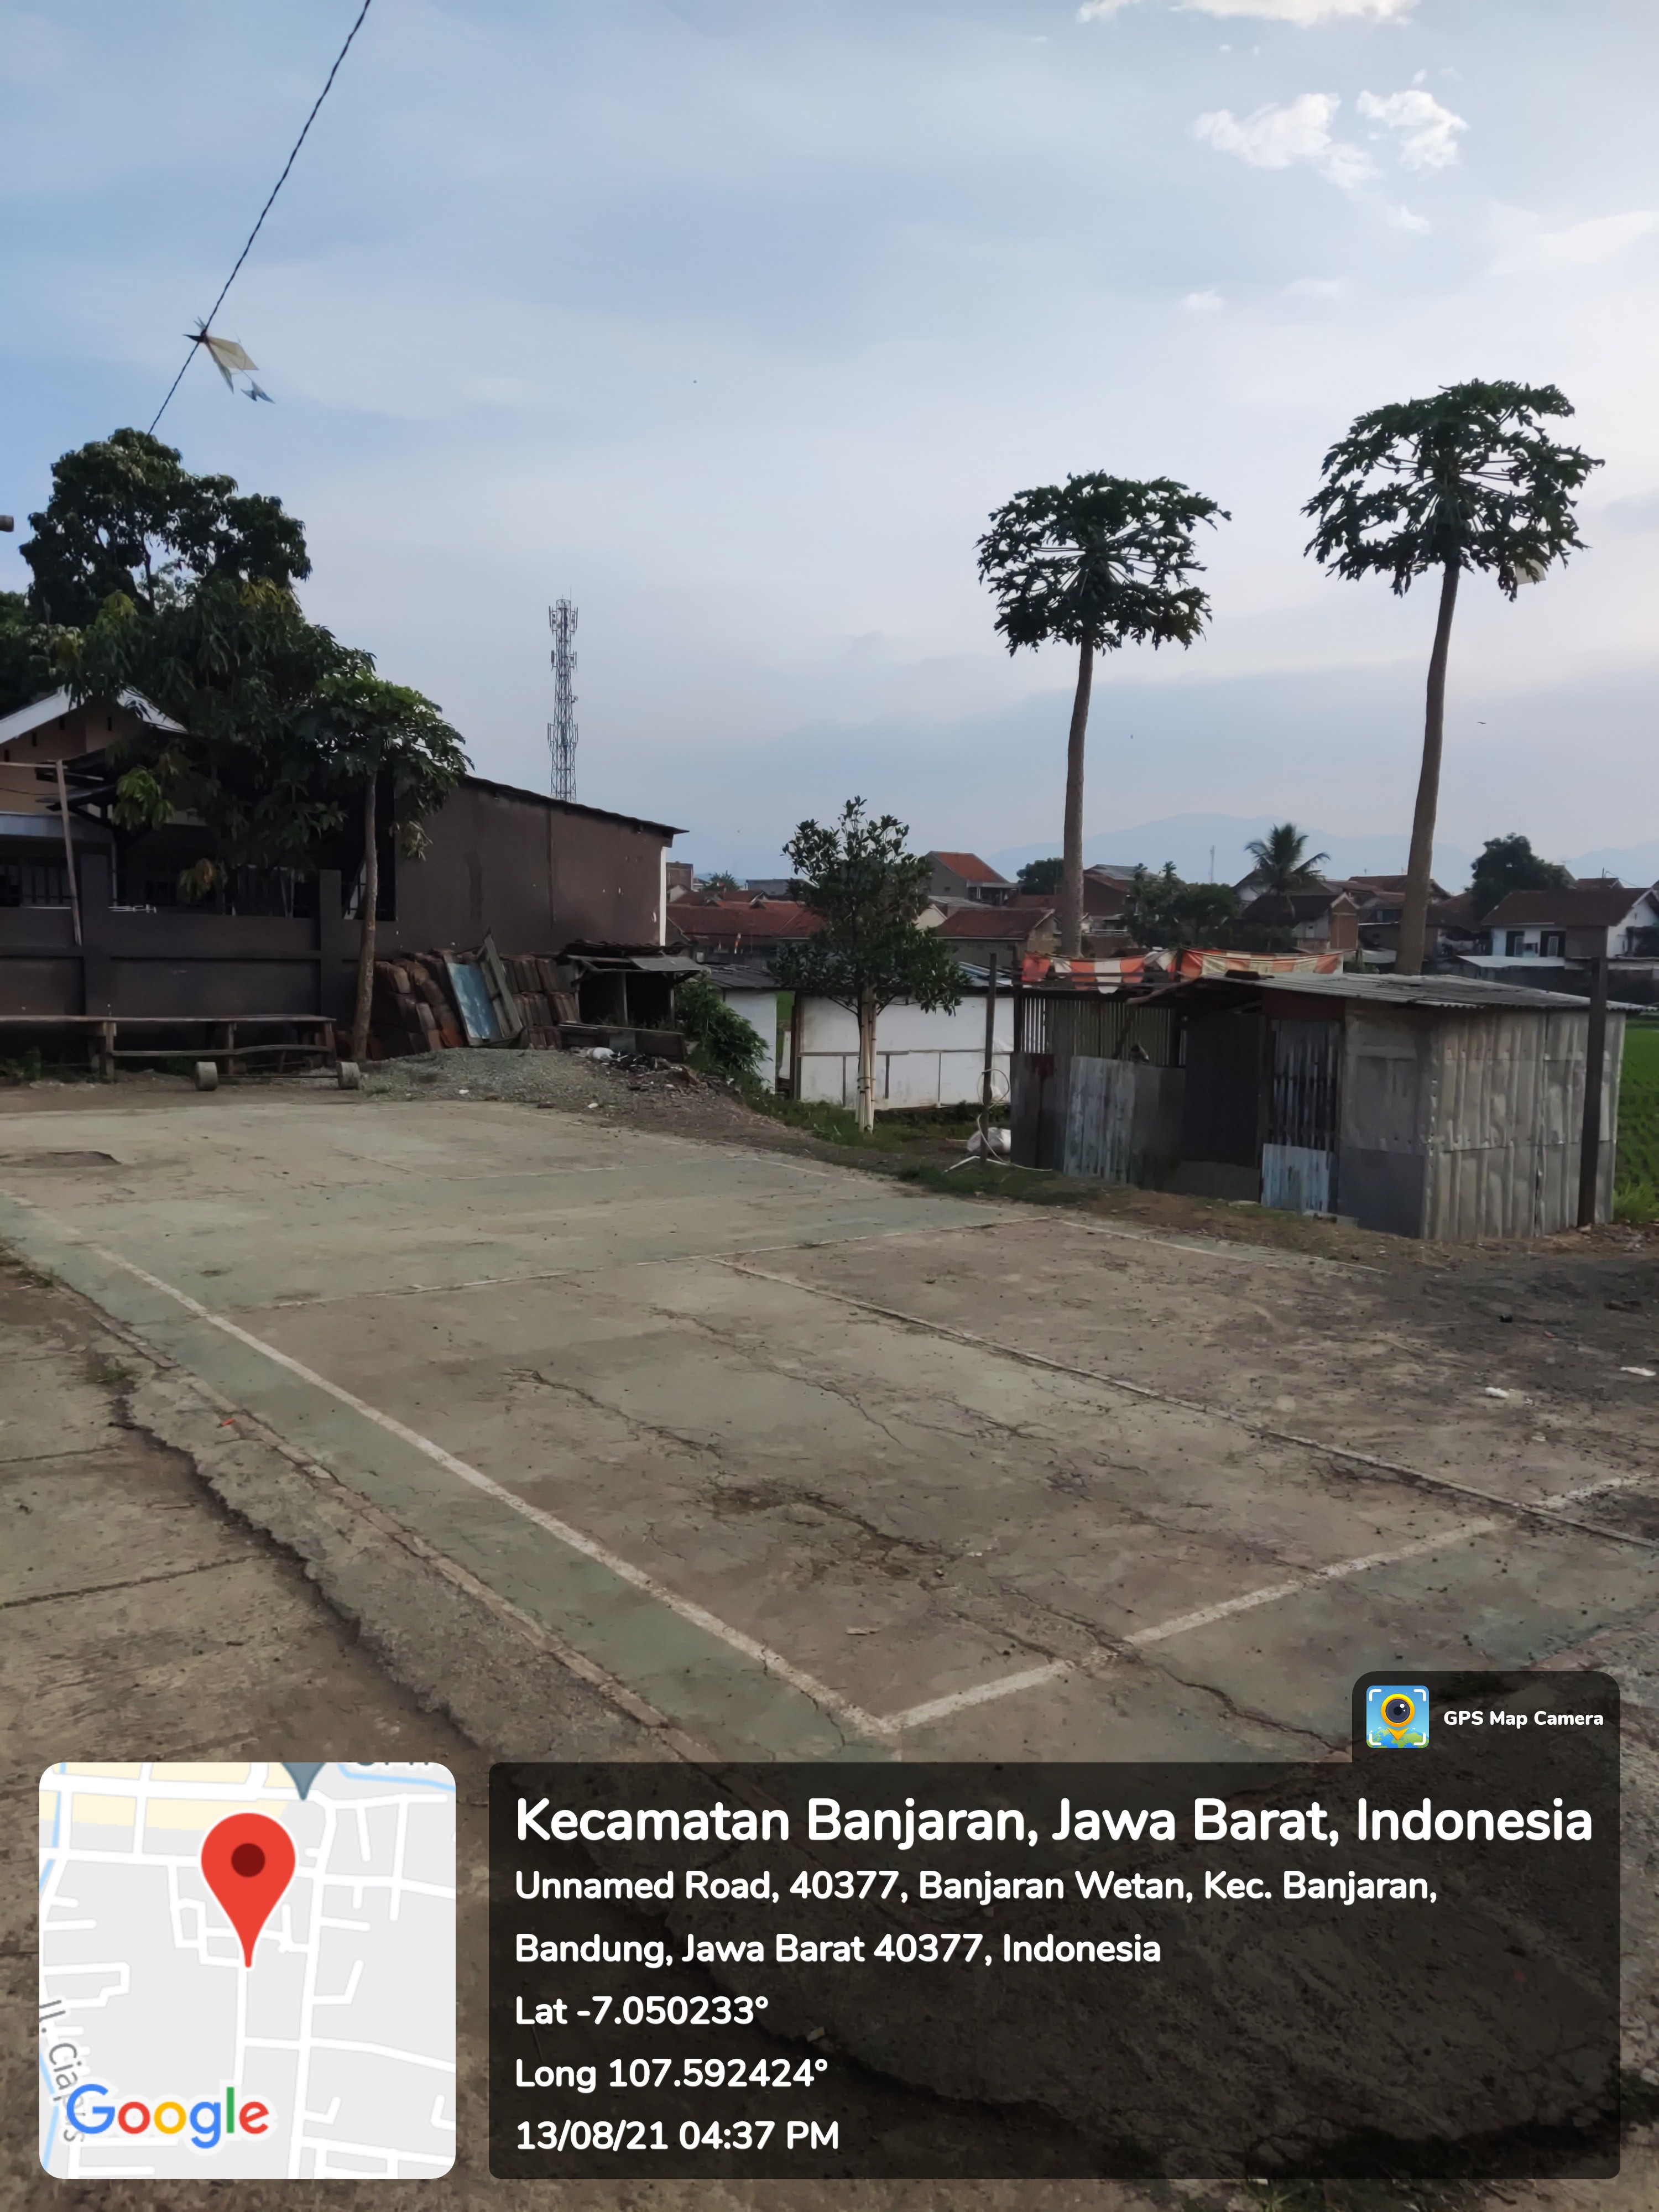 GPS Map Camera
Kecamatan Banjaran, Jawa Barat, Indonesia
Unnamed Road, 40377, Banjaran Wetan, Kec. Banjaran,
Bandung, Jawa Barat 40377, Indonesia
Lat -7.050233°
Long 107.592424°
13/08/21 04:37 PM
Google